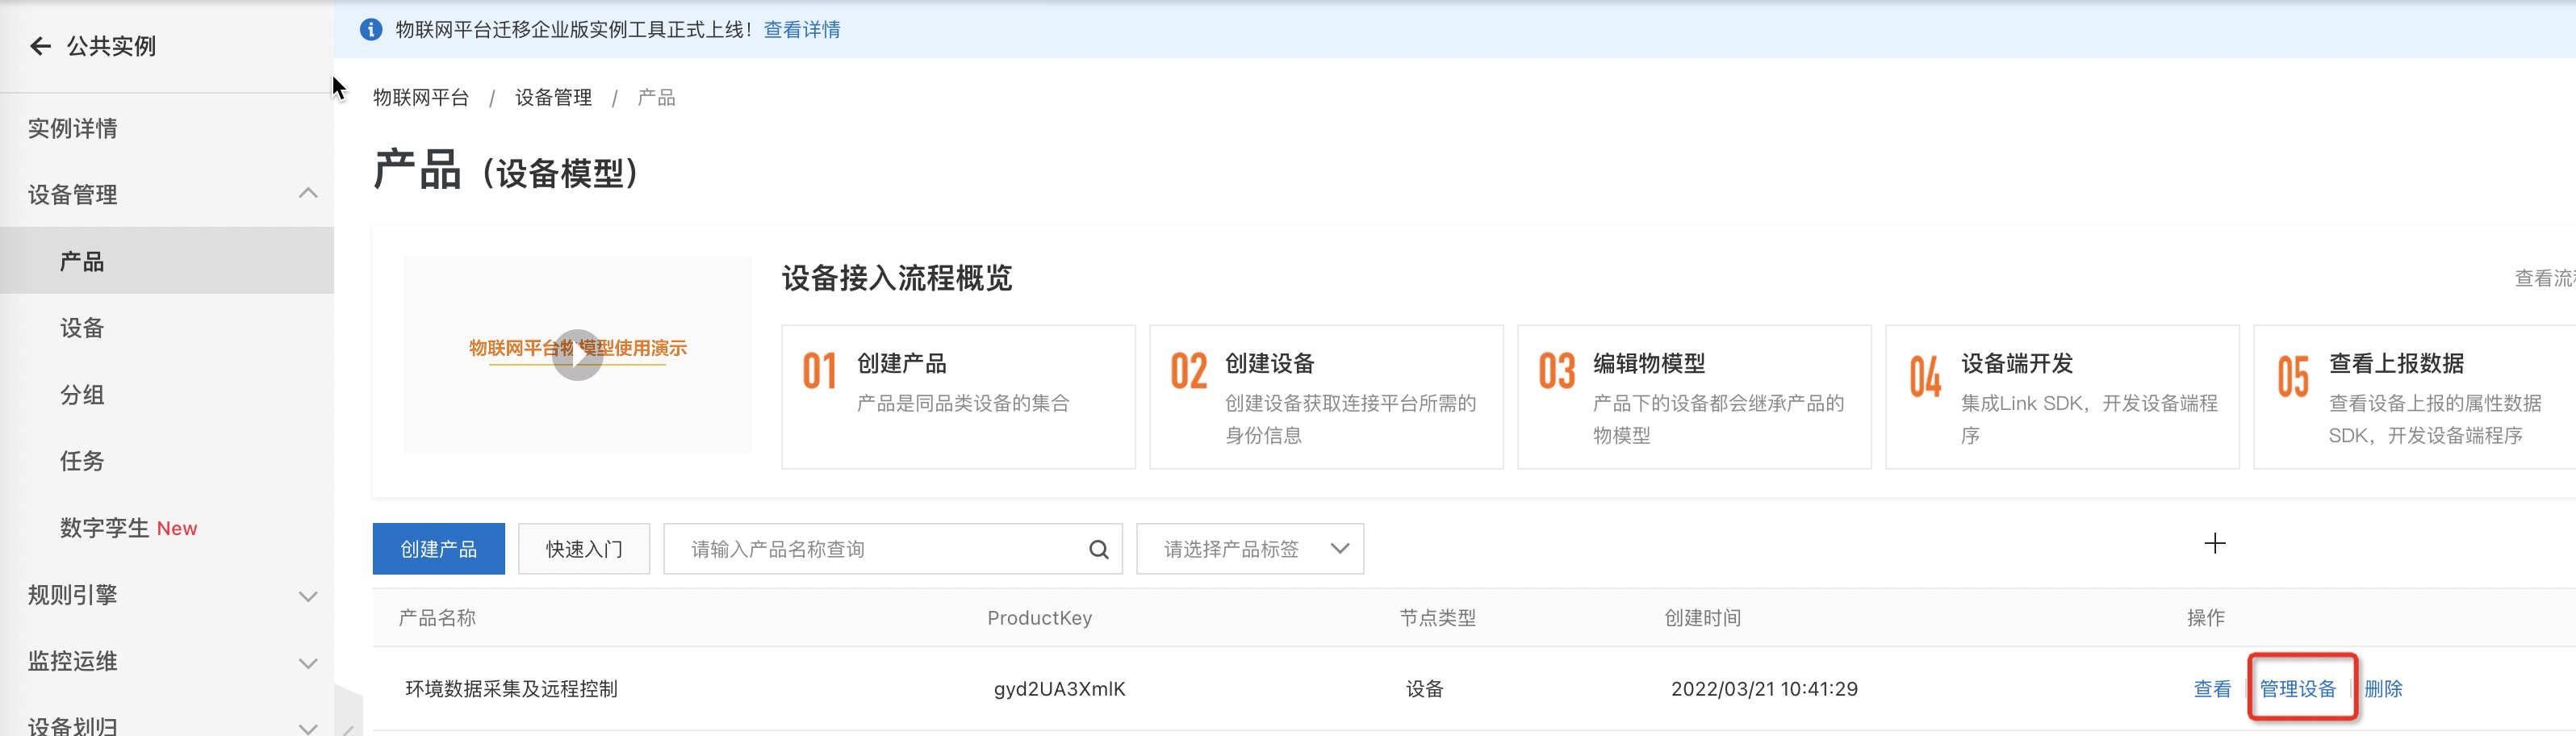 公共实例
物联网平台迁移企业版实例工具正式上线！ 查看详情
物联网平台 / 设备管理 / 产品
实例详情
产品（设备模型）
设备管理
产品
设备
分组
任务
数字孪生 New
规则引擎
监控运维
设备划归
设备接入流程概览
查看流
物联网平台物模型使用演示
01 创建产品
产品是同品类设备的集合
02 创建设备
创建设备获取连接平台所需的
身份信息
03 编辑物模型
产品下的设备都会继承产品的
物模型
04 设备端开发
集成Link SDK，开发设备端程
序
05 查看上报数据
查看设备上报的属性数据
SDK，开发设备端程序
创建产品 快速入门 请输入产品名称查询 请选择产品标签
产品名称 ProductKey 节点类型 创建时间 操作
环境数据采集及远程控制 gyd2UA3XmlK 设备 2022/03/21 10:41:29 查看 管理设备 删除